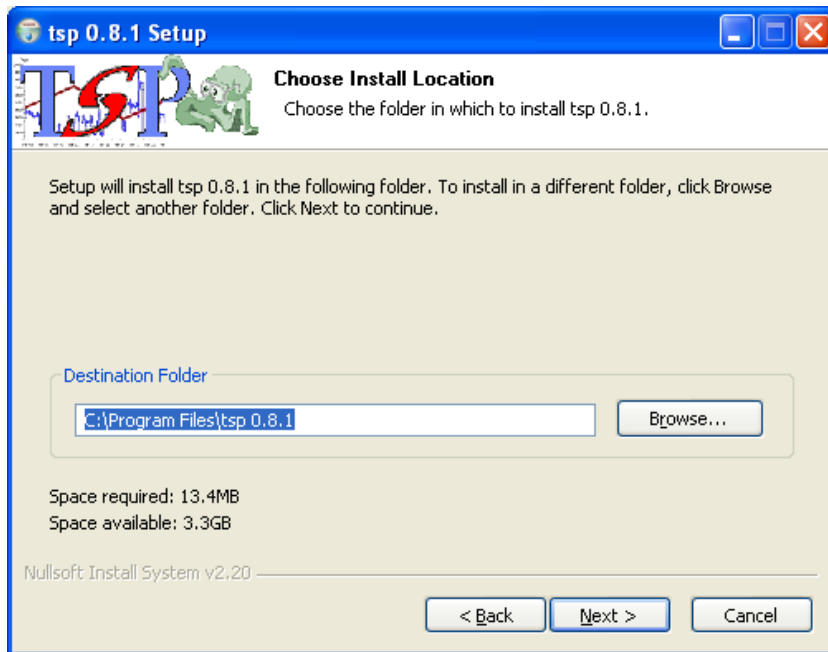 tsp 0.8.1 Setup
TSP
Choose Install Location
Choose the folder in which to install tsp 0.8.1.
Setup will install tsp 0.8.1 in the following folder. To install in a different folder, click Browse
and select another folder. Click Next to continue.
Destination Folder
C:\Program Files\tsp 0.8.1
Browse...
Space required: 13.4MB
Space available: 3.3GB
Nullsoft Install System v2.20
< Back
Next >
Cancel